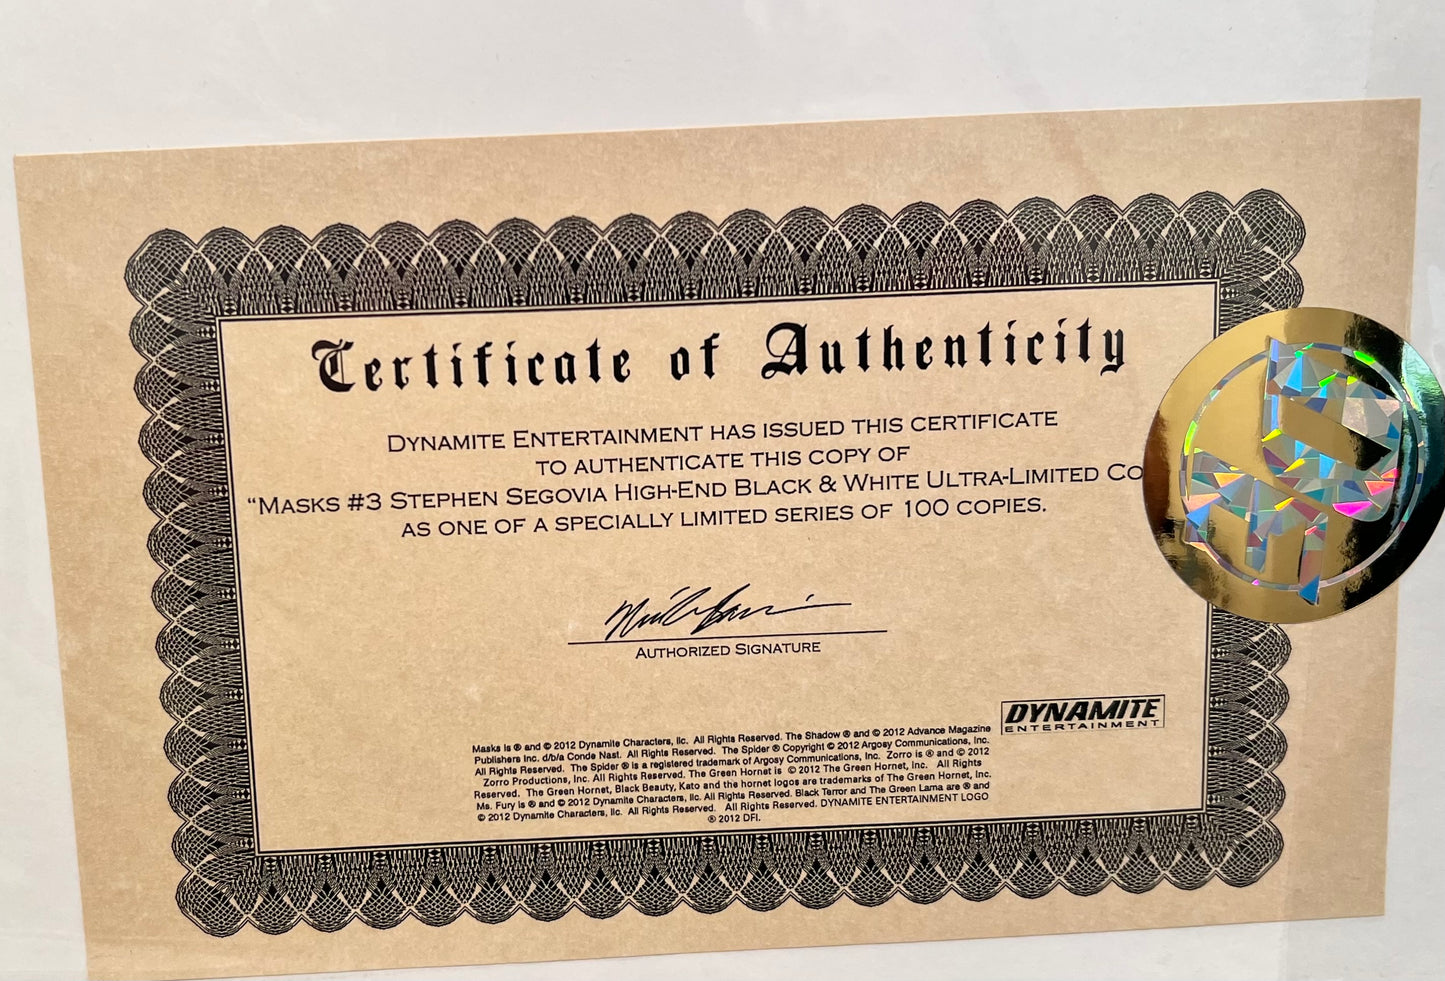 Certificate of Authenticity
DYNAMITE ENTERTAINMENT HAS ISSUED THIS CERTIFICATE
TO AUTHENTICATE THIS COPY OF
“MASKS #3 STEPHEN SEGOVIA HIGH-END BLACK & WHITE ULTRA-LIMITED CO
AS ONE OF A SPECIALLY LIMITED SERIES OF 100 COPIES.
AUTHORIZED SIGNATURE
DYNAMITE
ENTERTAINMENT
Masks is ® and © 2012 Dynamite Characters, llc. All Rights Reserved. The Shadow ® and © 2012 Advance Magazine
Publishers Inc. d/b/a Conde Nast. All Rights Reserved. The Spider ® Copyright © 2012 Argosy Communications, Inc.
All Rights Reserved. The Spider ® is a registered trademark of Argosy Communications, Inc. Zorro is ® and © 2012
Zorro Productions, Inc. All Rights Reserved. The Green Hornet is © 2012 The Green Hornet, Inc. All Rights
Reserved. The Green Hornet, Black Beauty, Kato and the hornet logos are trademarks of The Green Hornet, Inc.
Ms. Fury is ® and © 2012 Dynamite Characters, llc. All Rights Reserved. Black Terror and The Green Lama are ® and
© 2012 Dynamite Characters, llc. All Rights Reserved. All Rights Reserved. DYNAMITE ENTERTAINMENT LOGO
® 2012 DFI.